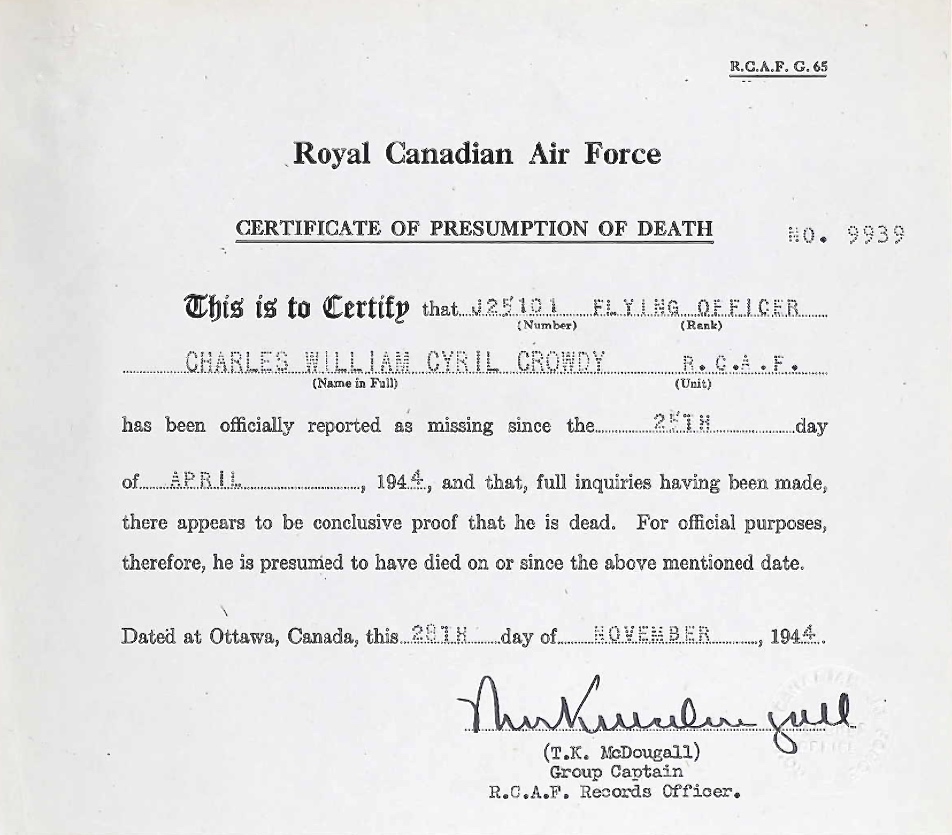 R.C.A.F. G. 65
Royal Canadian Air Force
CERTIFICATE OF PRESUMPTION OF DEATH NO. 9939
This is to Certify that J25101 FLYING OFFICER
(Number) (Rank)
CHARLES WILLIAM CYRIL CROWDY R.C.A.F.
(Name in Full) (Unit)
has been officially reported as missing since the 25TH day
of APRIL, 1944, and that, full inquiries having been made,
there appears to be conclusive proof that he is dead. For official purposes,
therefore, he is presumed to have died on or since the above mentioned date.
Dated at Ottawa, Canada, this 28TH day of NOVEMBER, 1944.
(T.K. McDougall)
Group Captain
R.C.A.F. Records Officer.